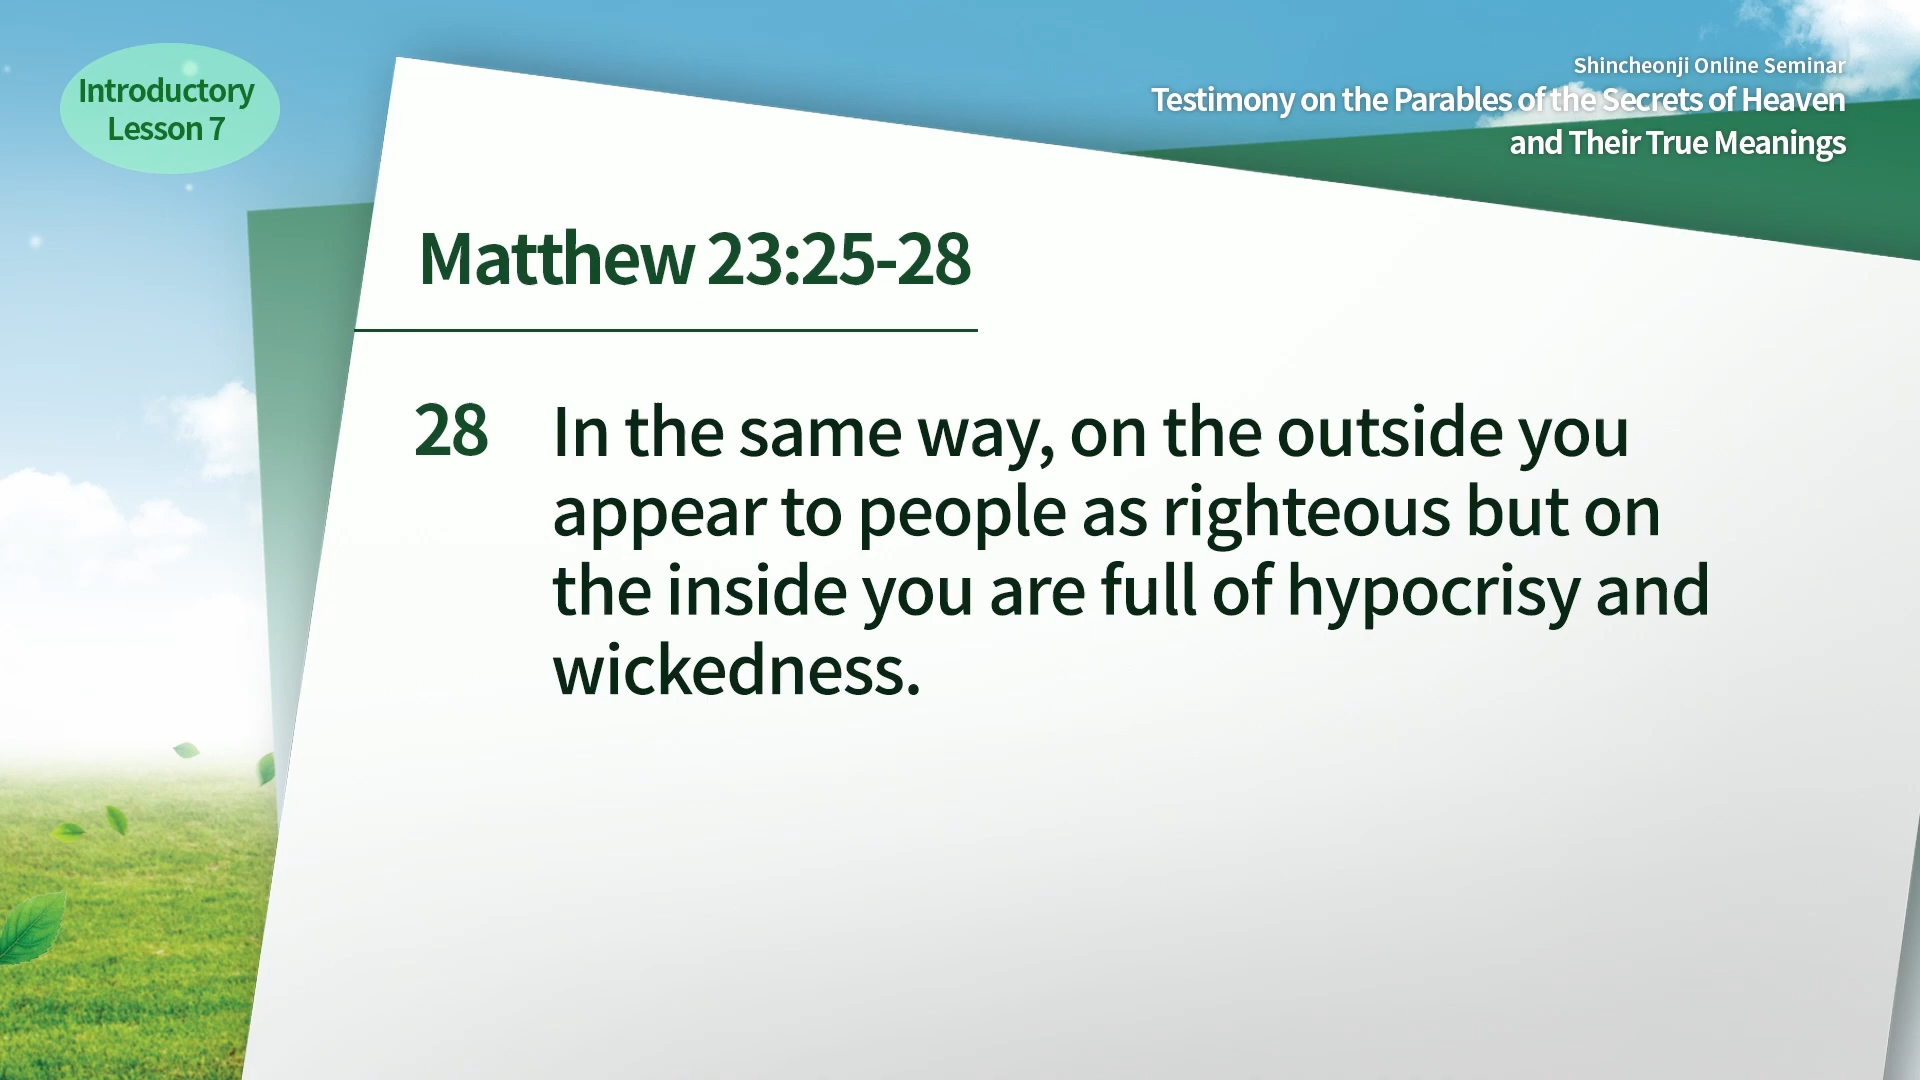 Introductory
Lesson 7
Shincheonji Online Seminar
Testimony on the Parables of the Secrets of Heaven
and Their True Meanings
Matthew 23:25-28
28 In the same way, on the outside you
appear to people as righteous but on
the inside you are full of hypocrisy and
wickedness.